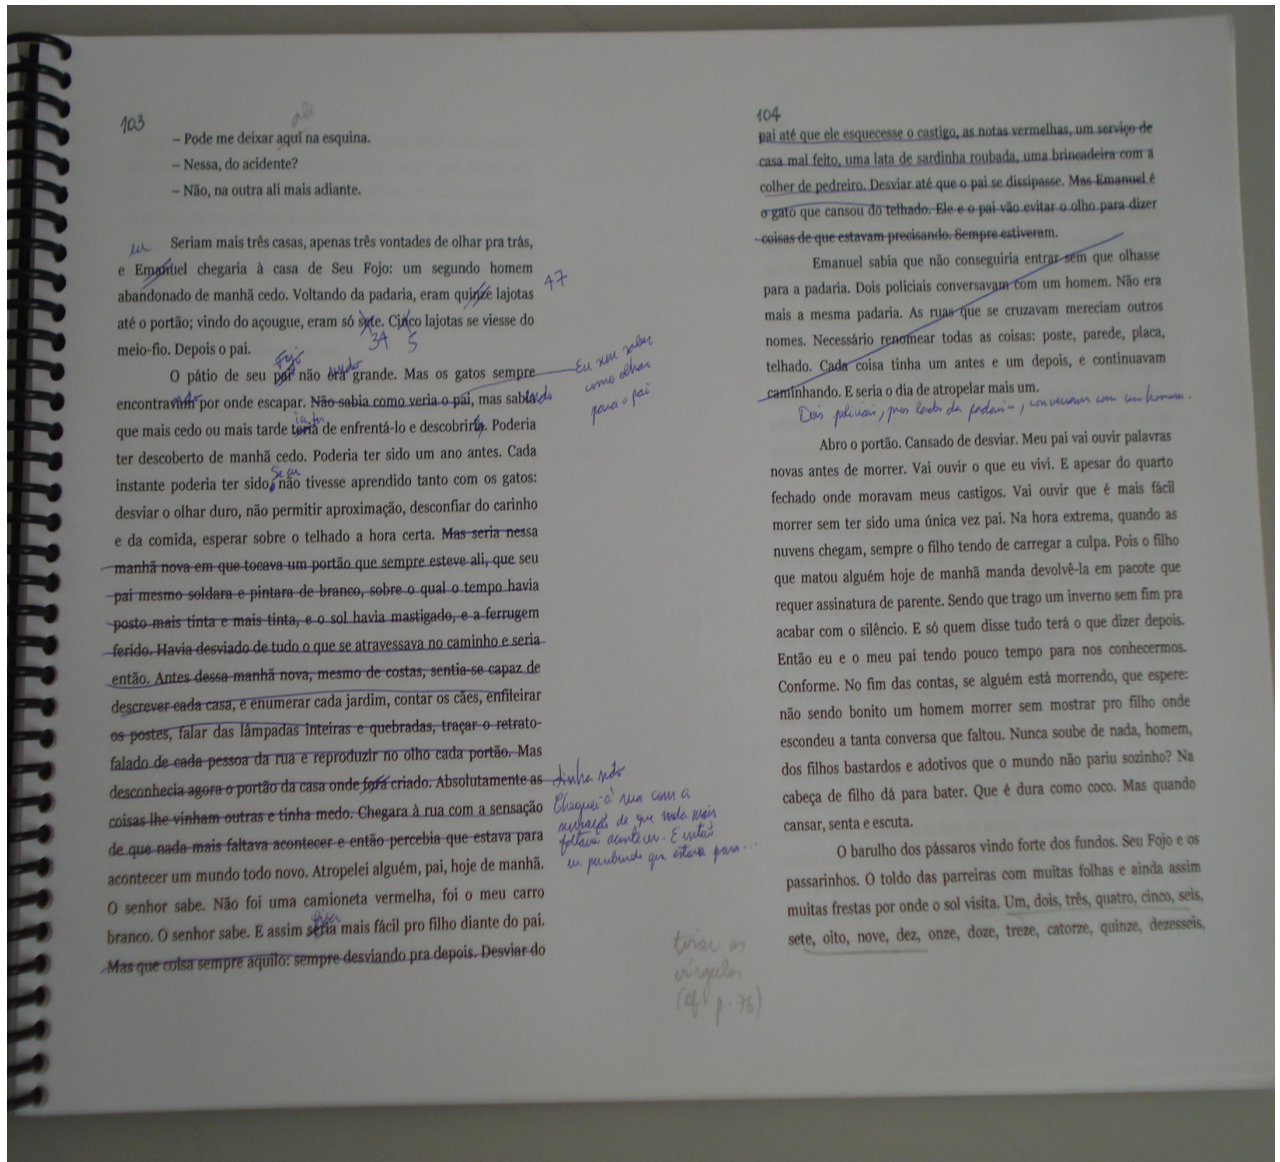 103
ali
– Pode me deixar aqui na esquina.
– Nessa, do acidente?
– Não, na outra ali mais adiante.
eu
Seriam mais três casas, apenas três vontades de olhar pra trás,
e Emanuel chegaria à casa de Seu Fojo: um segundo homem
47
abandonado de manhã cedo. Voltando da padaria, eram quinze lajotas
até o portão; vindo do açougue, eram só sete. Cinco lajotas se viesse do
34 5
meio-fio. Depois o pai.
Fojo sendo
O pátio de seu pai não era grande. Mas os gatos sempre
encontravam por onde escapar. Não sabia como veria o pai, mas sabia
Eu sem saber
como olhar
para o pai
que mais cedo ou mais tarde teria de enfrentá-lo e descobriria. Poderia
ter descoberto de manhã cedo. Poderia ter sido um ano antes. Cada
Se eu
instante poderia ter sido, não tivesse aprendido tanto com os gatos:
desviar o olhar duro, não permitir aproximação, desconfiar do carinho
e da comida, esperar sobre o telhado a hora certa. Mas seria nessa
manhã nova em que tocava um portão que sempre esteve ali, que seu
pai mesmo soldara e pintara de branco, sobre o qual o tempo havia
posto mais tinta e mais tinta, e o sol havia mastigado, e a ferrugem
ferido. Havia desviado de tudo o que se atravessava no caminho e seria
então. Antes dessa manhã nova, mesmo de costas, sentia-se capaz de
descrever cada casa, e enumerar cada jardim, contar os cães, enfileirar
os postes, falar das lâmpadas inteiras e quebradas, traçar o retrato-
falado de cada pessoa da rua e reproduzir no olho cada portão. Mas
desconhecia agora o portão da casa onde fora criado. Absolutamente as
tinha sido
coisas lhe vinham outras e tinha medo. Chegara à rua com a sensação
de que nada mais faltava acontecer e então percebia que estava para
Cheguei à rua com a
sensação de que nada mais
faltava acontecer. E então
eu percebendo que estava para...
acontecer um mundo todo novo. Atropelei alguém, pai, hoje de manhã.
O senhor sabe. Não foi uma camioneta vermelha, foi o meu carro
branco. O senhor sabe. E assim seria mais fácil pro filho diante do pai.
Mas que coisa sempre aquilo: sempre desviando pra depois. Desviar do
104
pai até que ele esquecesse o castigo, as notas vermelhas, um serviço de
casa mal feito, uma lata de sardinha roubada, uma brincadeira com a
colher de pedreiro. Desviar até que o pai se dissipasse. Mas Emanuel é
o gato que cansou do telhado. Ele e o pai vão evitar o olho para dizer
coisas de que estavam precisando. Sempre estiveram.
Emanuel sabia que não conseguiria entrar sem que olhasse
para a padaria. Dois policiais conversavam com um homem. Não era
mais a mesma padaria. As ruas que se cruzavam mereciam outros
nomes. Necessário renomear todas as coisas: poste, parede, placa,
telhado. Cada coisa tinha um antes e um depois, e continuavam
caminhando. E seria o dia de atropelar mais um.
Dois policiais, pros lados da padaria, conversam com um homem.
Abro o portão. Cansado de desviar. Meu pai vai ouvir palavras
novas antes de morrer. Vai ouvir o que eu vivi. E apesar do quarto
fechado onde moravam meus castigos. Vai ouvir que é mais fácil
morrer sem ter sido uma única vez pai. Na hora extrema, quando as
nuvens chegam, sempre o filho tendo de carregar a culpa. Pois o filho
que matou alguém hoje de manhã manda devolvê-la em pacote que
requer assinatura de parente. Sendo que trago um inverno sem fim pra
acabar com o silêncio. E só quem disse tudo terá o que dizer depois.
Então eu e o meu pai tendo pouco tempo para nos conhecermos.
Conforme. No fim das contas, se alguém está morrendo, que espere:
não sendo bonito um homem morrer sem mostrar pro filho onde
escondeu a tanta conversa que faltou. Nunca soube de nada, homem,
dos filhos bastardos e adotivos que o mundo não pariu sozinho? Na
cabeça de filho dá para bater. Que é dura como coco. Mas quando
cansar, senta e escuta.
O barulho dos pássaros vindo forte dos fundos. Seu Fojo e os
passarinhos. O toldo das parreiras com muitas folhas e ainda assim
muitas frestas por onde o sol visita. Um, dois, três, quatro, cinco, seis,
sete, oito, nove, dez, onze, doze, treze, catorze, quinze, dezesseis,
tirar as
vírgulas
(cf. p. 76)